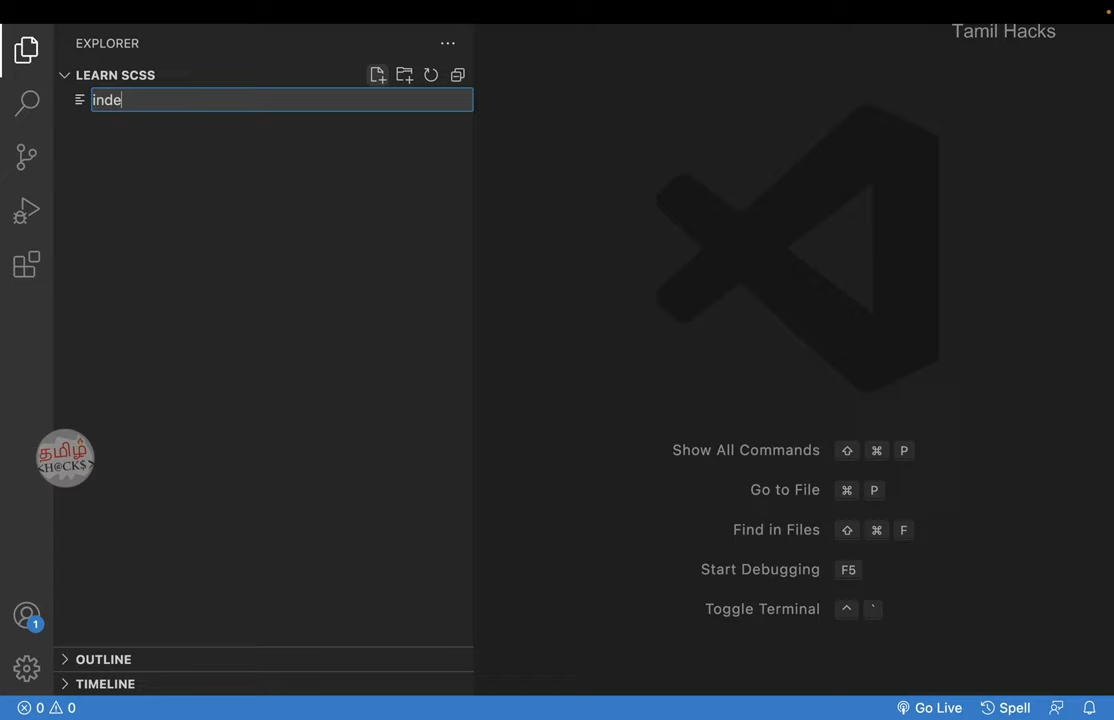 Tamil Hacks
EXPLORER
LEARN SCSS
inde
தமிழ்
<H@CK$>
Show All Commands ⇧ ⌘ P
Go to File ⌘ P
Find in Files ⇧ ⌘ F
Start Debugging F5
Toggle Terminal ^ `
1
OUTLINE
TIMELINE
0 0
Go Live
Spell